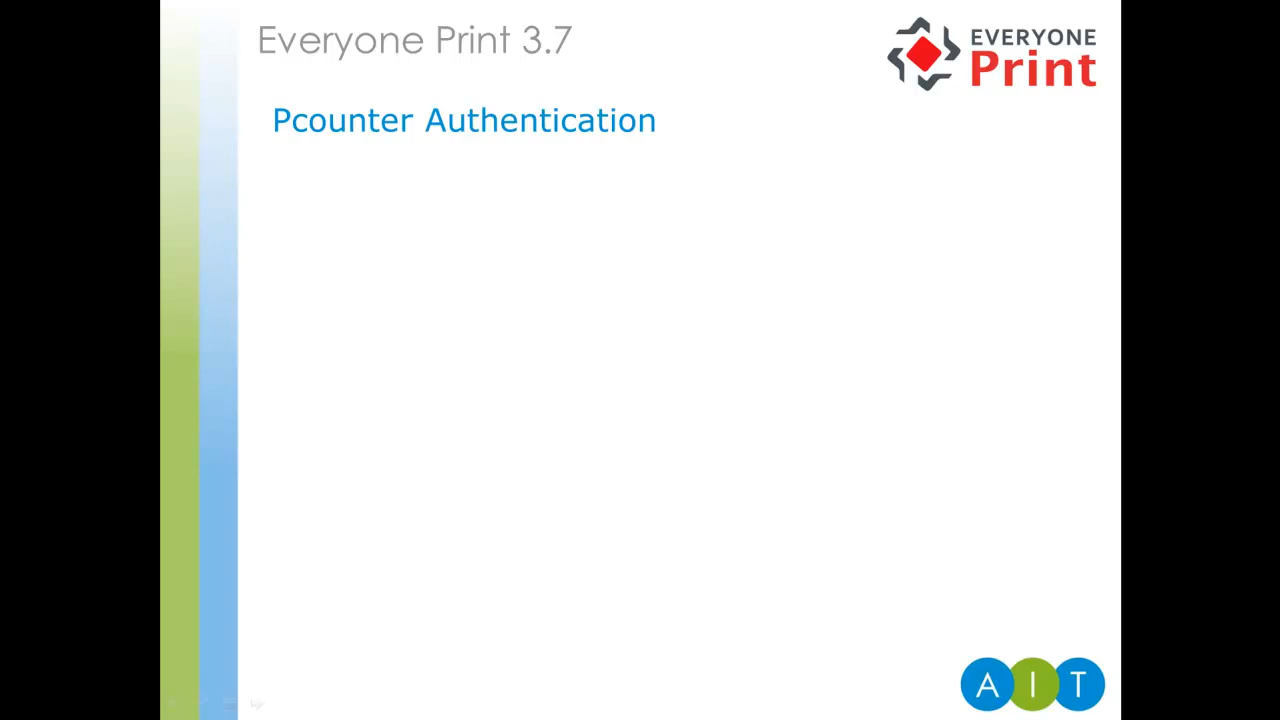 Everyone Print 3.7
EVERYONE
Print
Pcounter Authentication
A I T